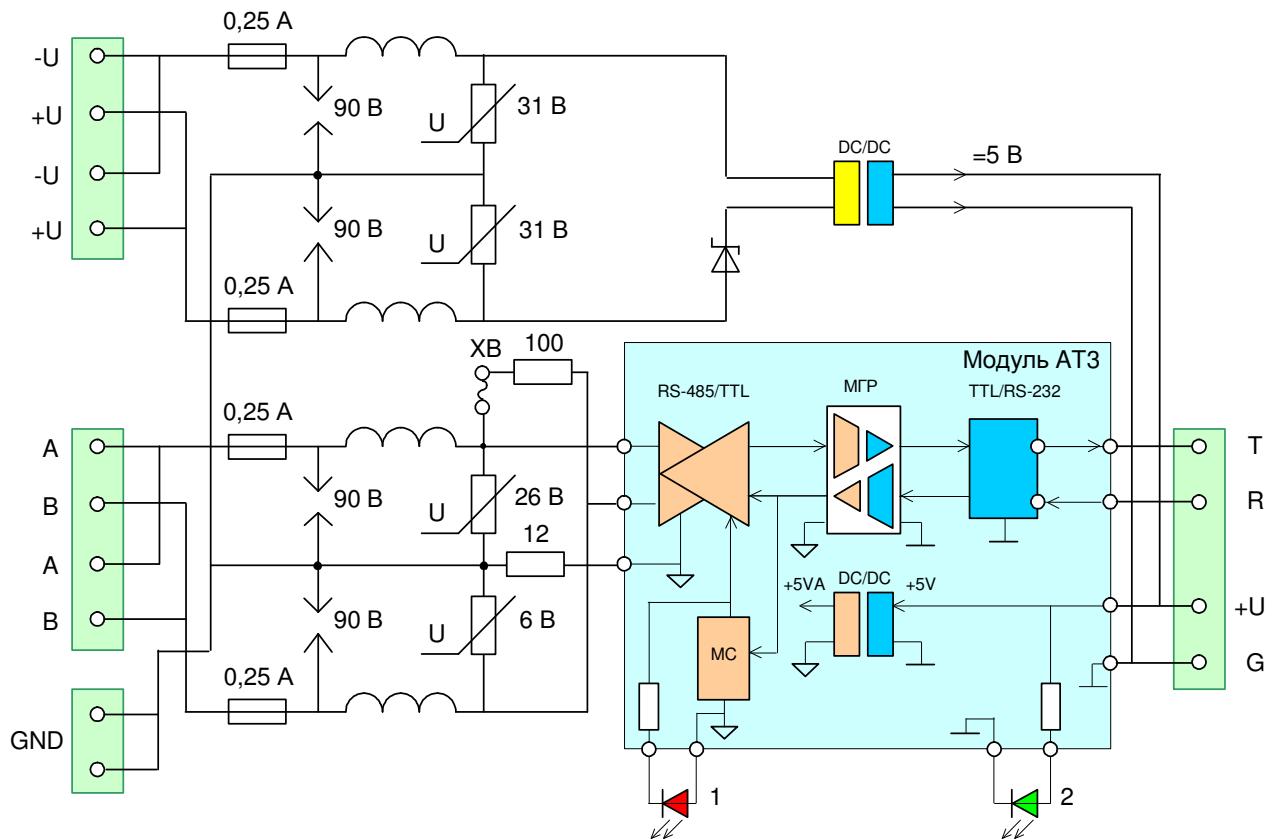 0,25 А
-U
+U
-U
+U
90 В
U
31 В
90 В
U
31 В
DC/DC
=5 В
0,25 А
ХВ
100
0,25 А
A
B
A
B
90 В
U
26 В
12
90 В
U
6 В
0,25 А
GND
Модуль АТ3
RS-485/TTL
МГР
TTL/RS-232
+5VA
DC/DC
+5V
МС
T
R
+U
G
1
2